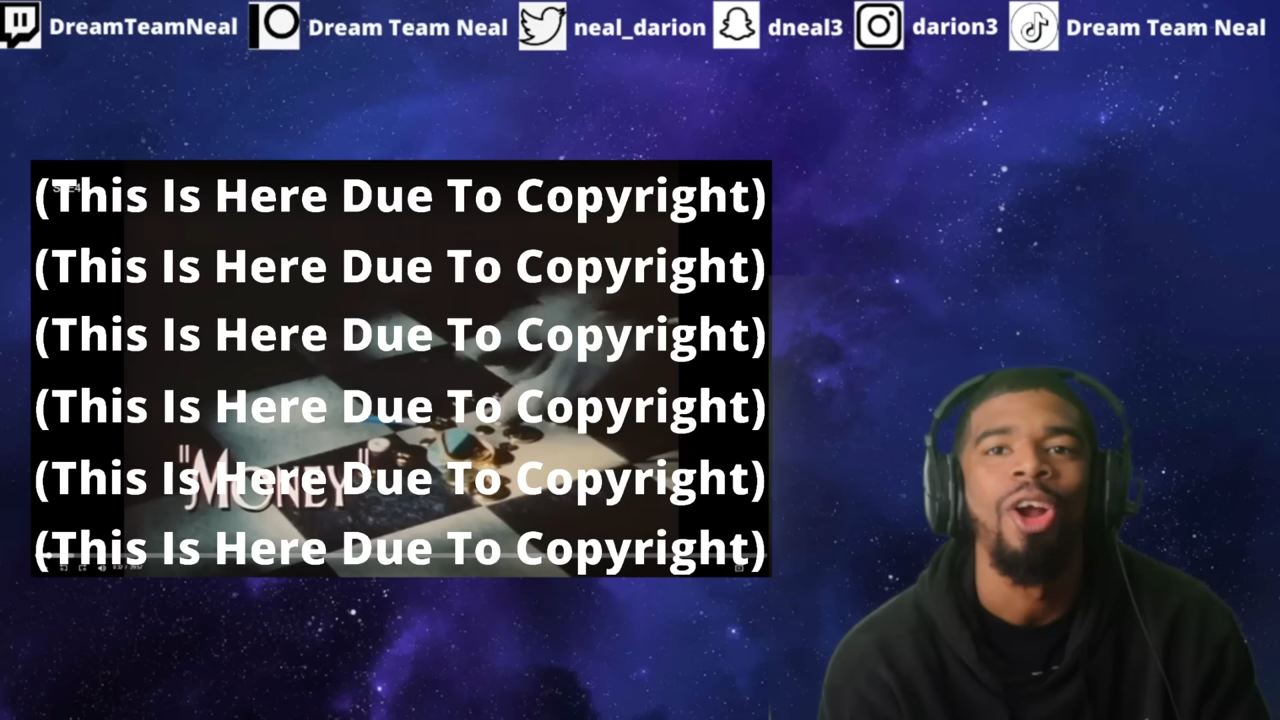 DreamTeamNeal Dream Team Neal neal_darion dneal3 darion3 Dream Team Neal
(This Is Here Due To Copyright)
(This Is Here Due To Copyright)
(This Is Here Due To Copyright)
(This Is Here Due To Copyright)
(This Is Here Due To Copyright)
"MONEY"
(This Is Here Due To Copyright)